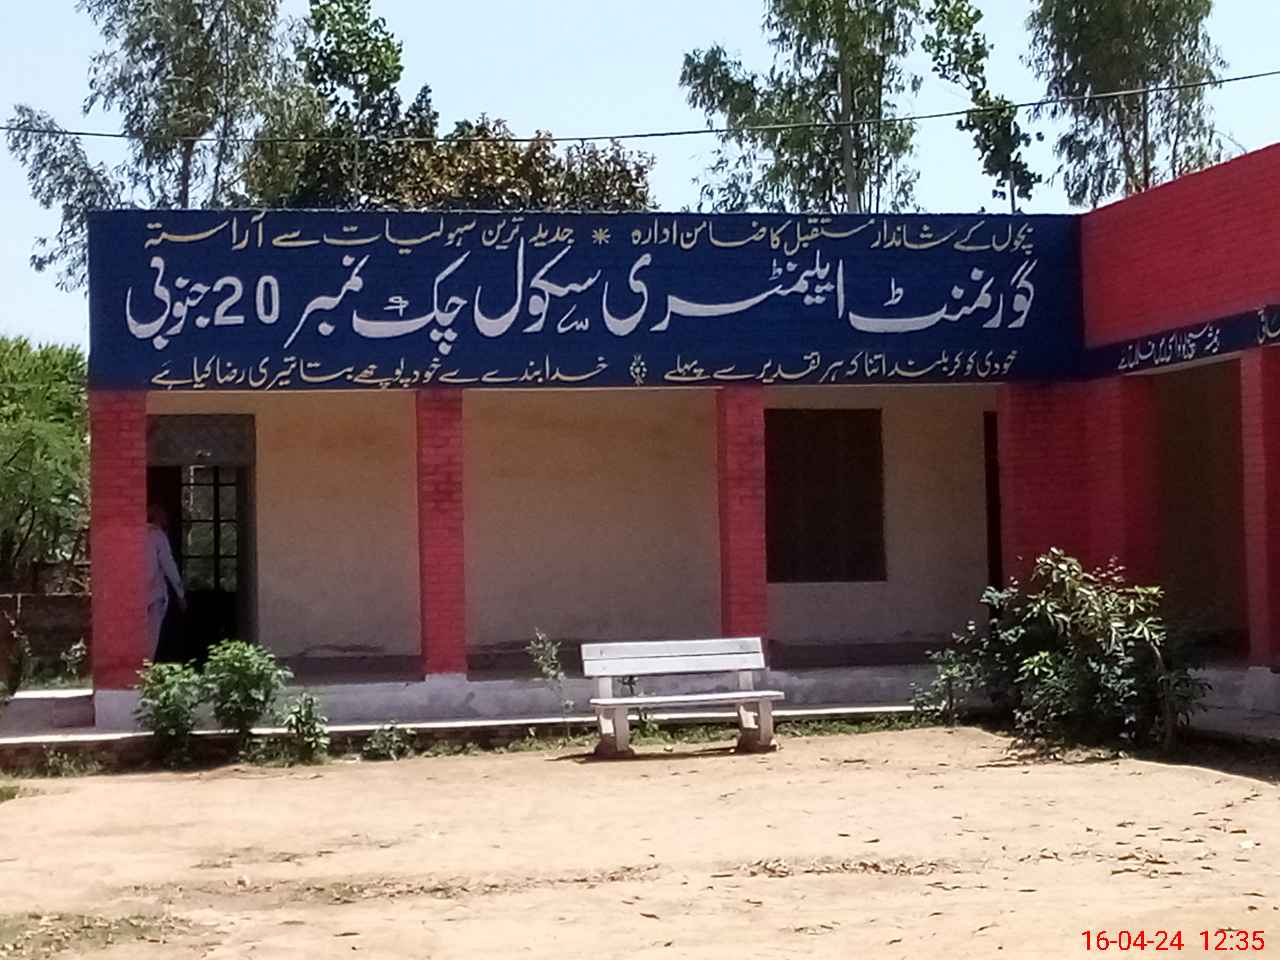 بچوں کے شاندار مستقبل کا ضامن ادارہ * جدید ترین سہولیات سے آراستہ
گورنمنٹ ایلیمنٹری سکول چک نمبر 20 جنوبی
خودی کو کر بلند اتنا کہ ہر تقدیر سے پہلے خدا بندے سے خود پوچھے بتا تیری رضا کیا ہے
16-04-24 12:35